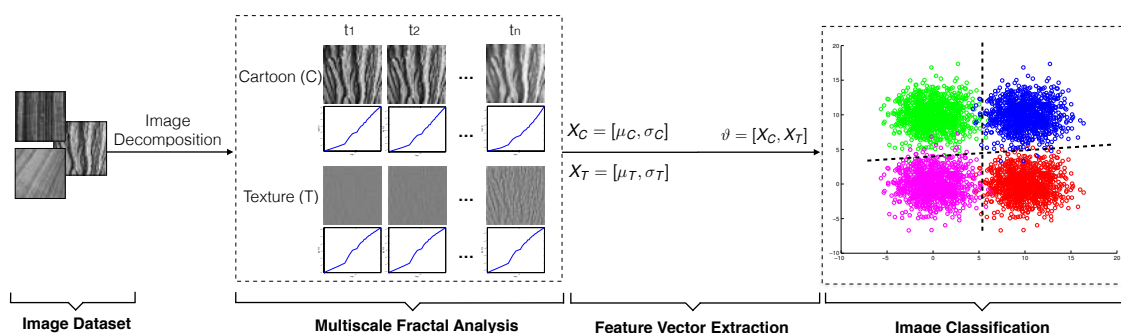 t1 t2 tn
Cartoon (C)
...
...
Image
Decomposition
X_C = [μ_C, σ_C] ϑ = [X_C, X_T]
X_T = [μ_T, σ_T]
Texture (T)
...
...
20
15
10
5
0
−5
−10
−10 −5 0 5 10 15 20
Image Dataset
Multiscale Fractal Analysis
Feature Vector Extraction
Image Classification